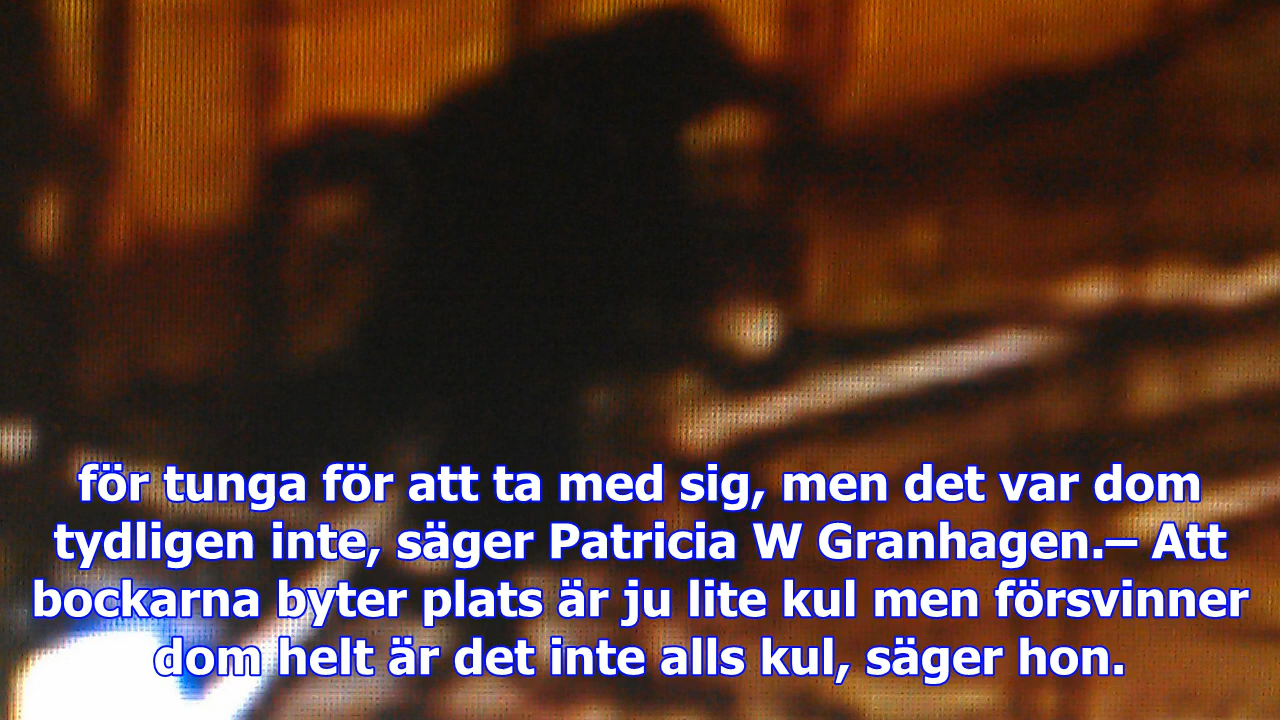 för tunga för att ta med sig, men det var dom
tydligen inte, säger Patricia W Granhagen.– Att
bockarna byter plats är ju lite kul men försvinner
dom helt är det inte alls kul, säger hon.